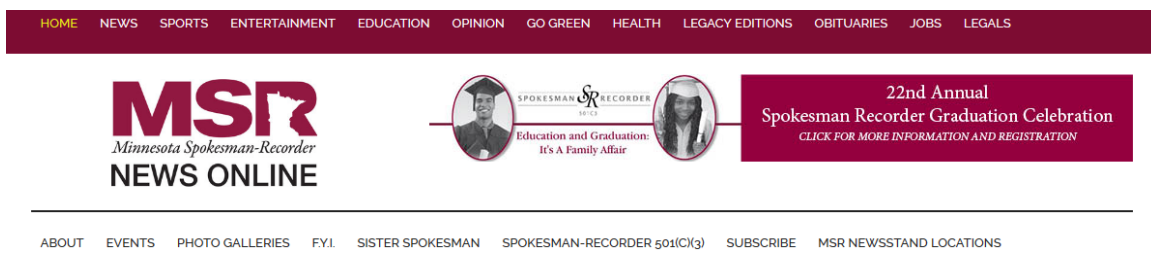 HOME NEWS SPORTS ENTERTAINMENT EDUCATION OPINION GO GREEN HEALTH LEGACY EDITIONS OBITUARIES JOBS LEGALS
MSR
Minnesota Spokesman-Recorder
NEWS ONLINE
SPOKESMAN SR RECORDER
501C3
Education and Graduation:
It's A Family Affair
22nd Annual
Spokesman Recorder Graduation Celebration
CLICK FOR MORE INFORMATION AND REGISTRATION
ABOUT EVENTS PHOTO GALLERIES F.Y.I. SISTER SPOKESMAN SPOKESMAN-RECORDER 501(C)(3) SUBSCRIBE MSR NEWSSTAND LOCATIONS